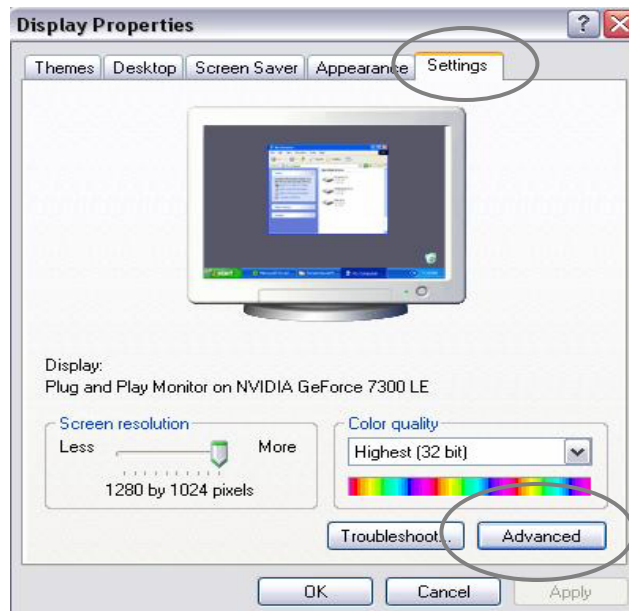 Display Properties
Themes Desktop Screen Saver Appearance Settings
start
Display:
Plug and Play Monitor on NVIDIA GeForce 7300 LE
Screen resolution
Color quality
Less More
Highest (32 bit)
1280 by 1024 pixels
Troubleshoot... Advanced
OK Cancel Apply